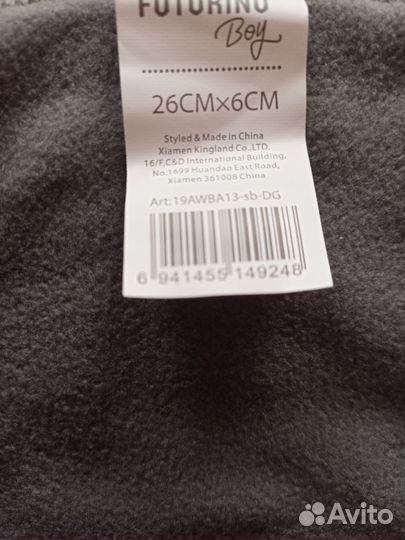 FUTURINO
Boy
26CM×6CM
Styled & Made in China
Xiamen Kingland Co.,LTD.
16/F,C&D International Building,
No.1699 Huandao East Road,
Xiamen 361008 China
Art:19AWBA13-sb-DG
6 941455 149248
Avito